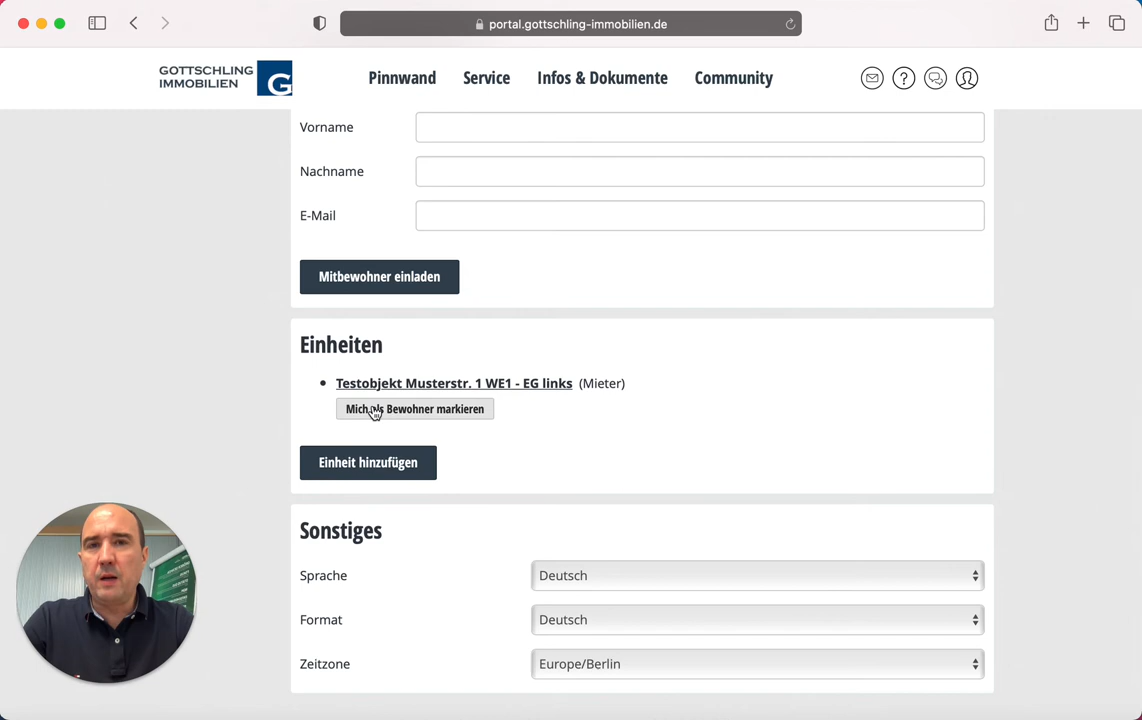 portal.gottschling-immobilien.de
GOTTSCHLING
IMMOBILIEN
G
Pinnwand
Service
Infos & Dokumente
Community
?
Vorname
Nachname
E-Mail
Mitbewohner einladen
Einheiten
Testobjekt Musterstr. 1 WE1 - EG links (Mieter)
Mich als Bewohner markieren
Einheit hinzufügen
Sonstiges
Sprache Deutsch
Format Deutsch
Zeitzone Europe/Berlin